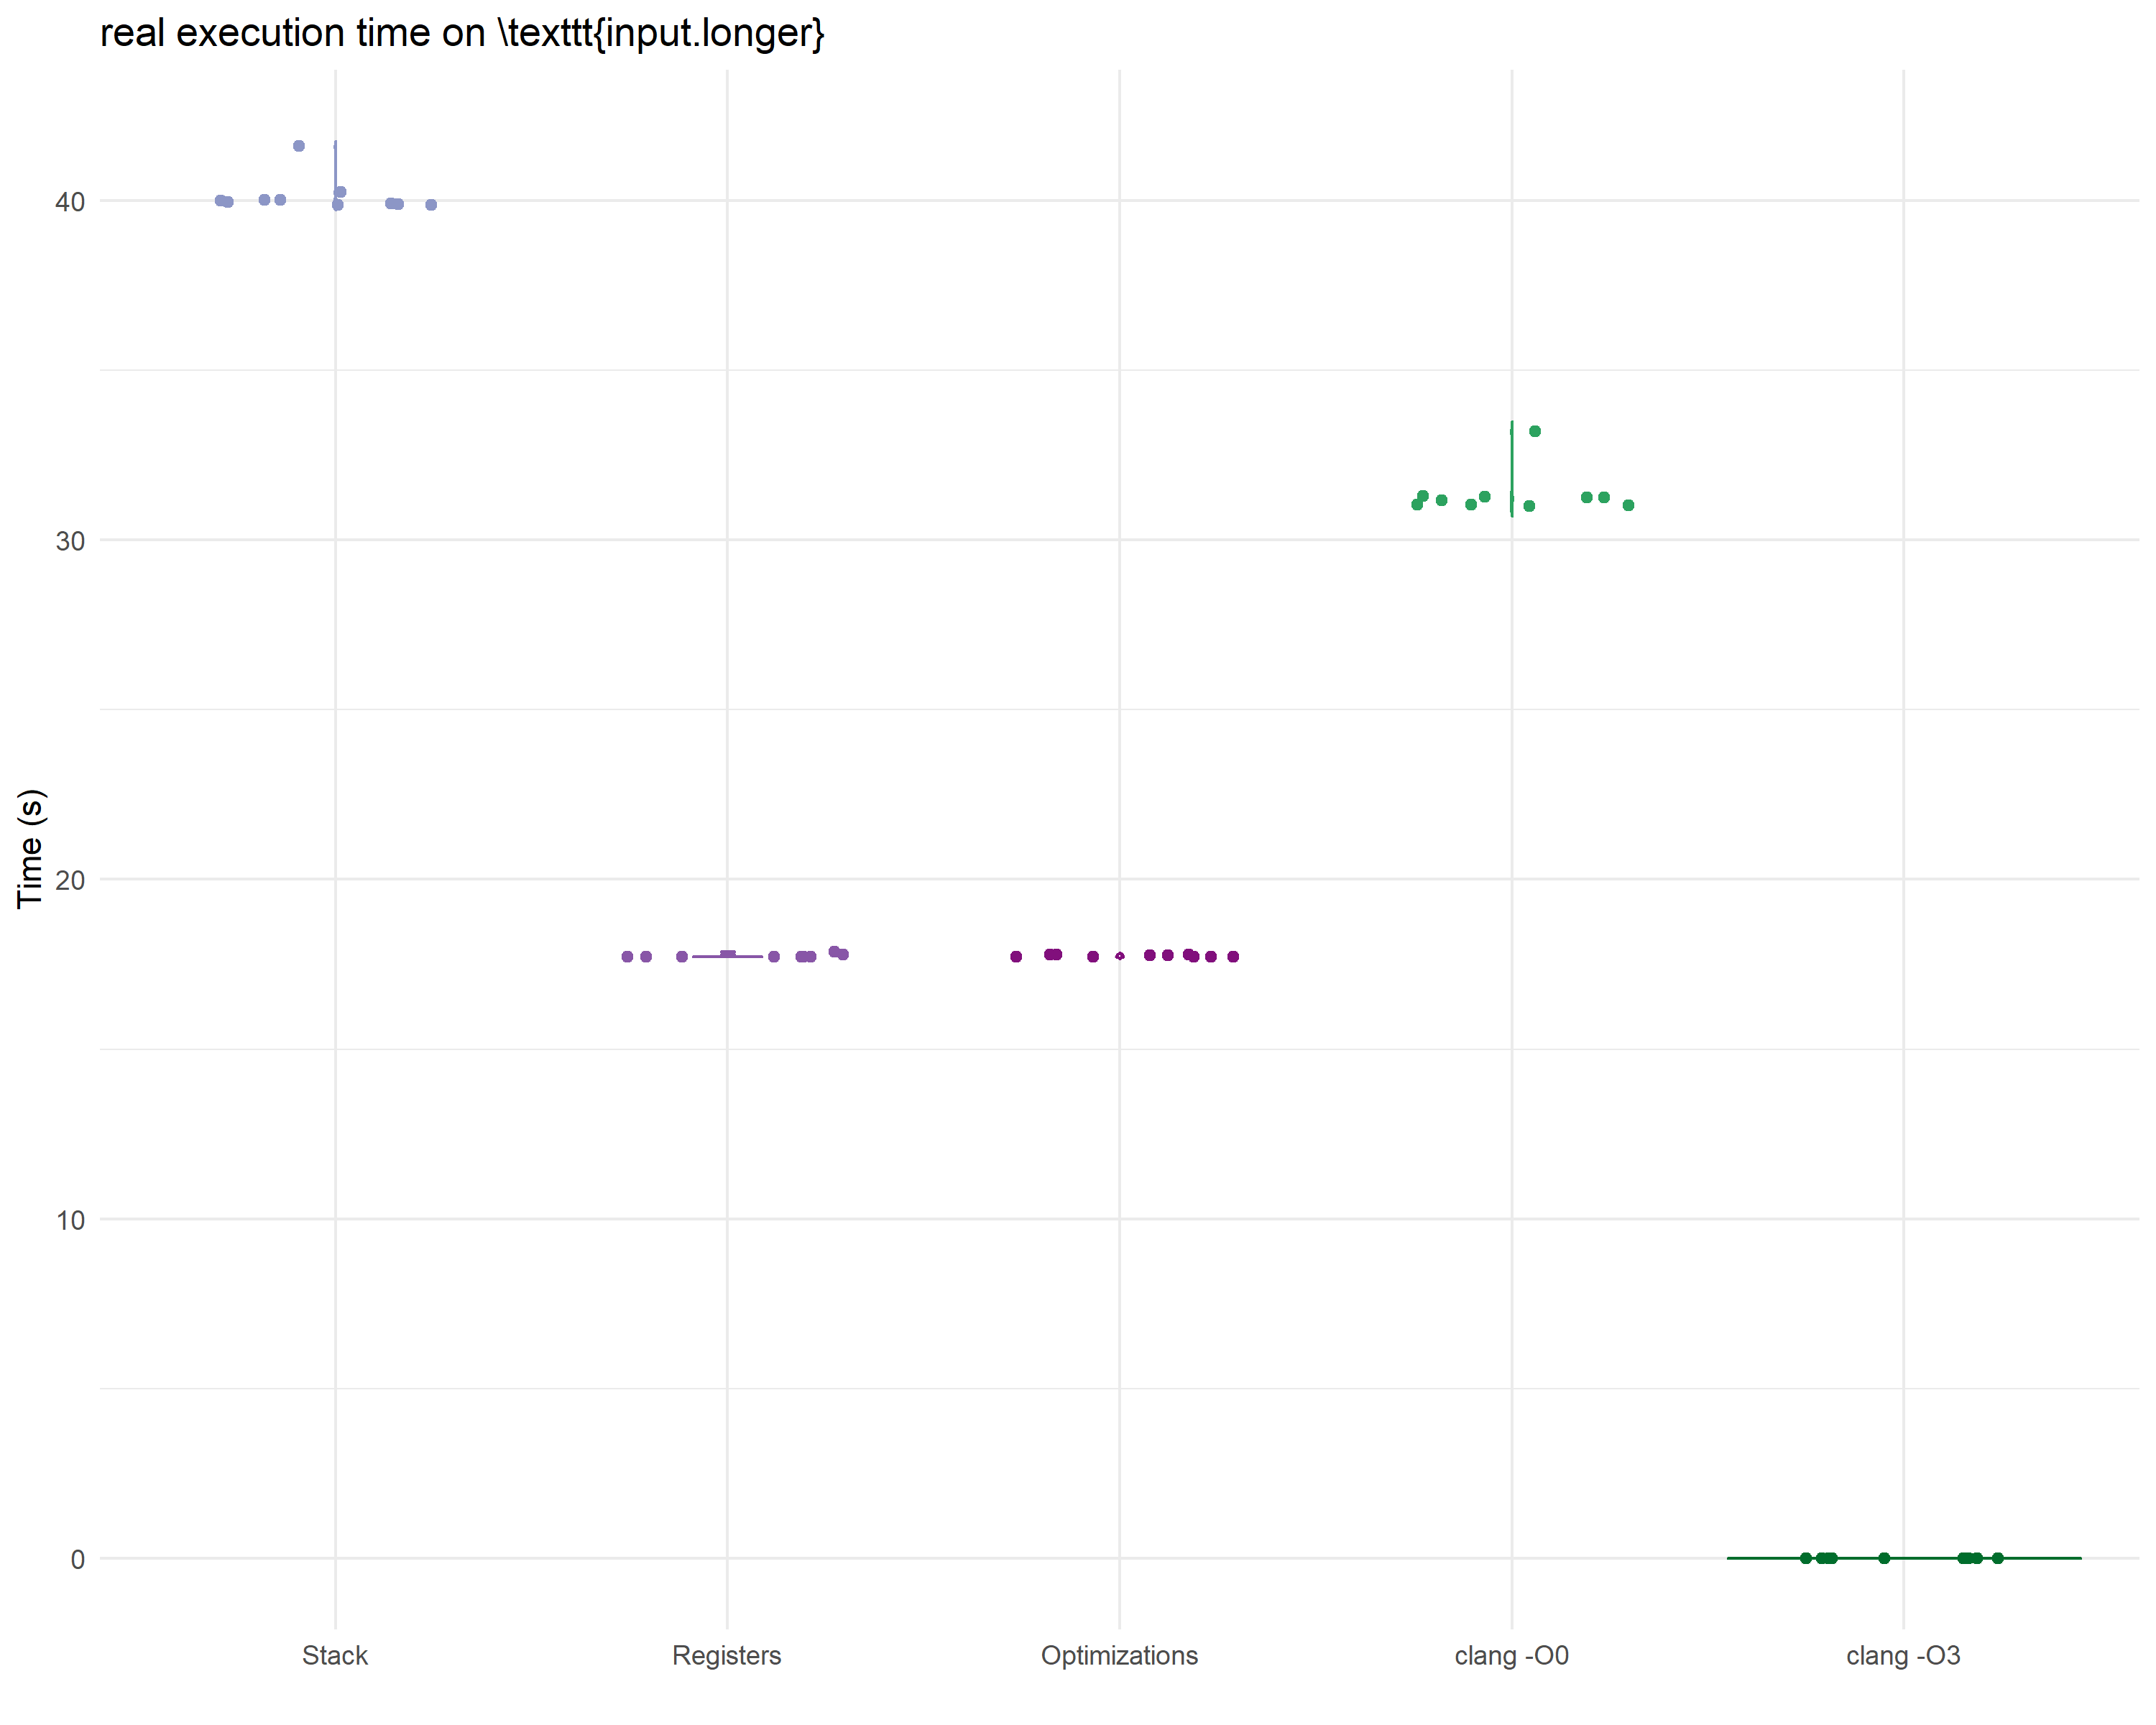 real execution time on \texttt{input.longer}
Time (s)
40
30
20
10
0
Stack
Registers
Optimizations
clang -O0
clang -O3